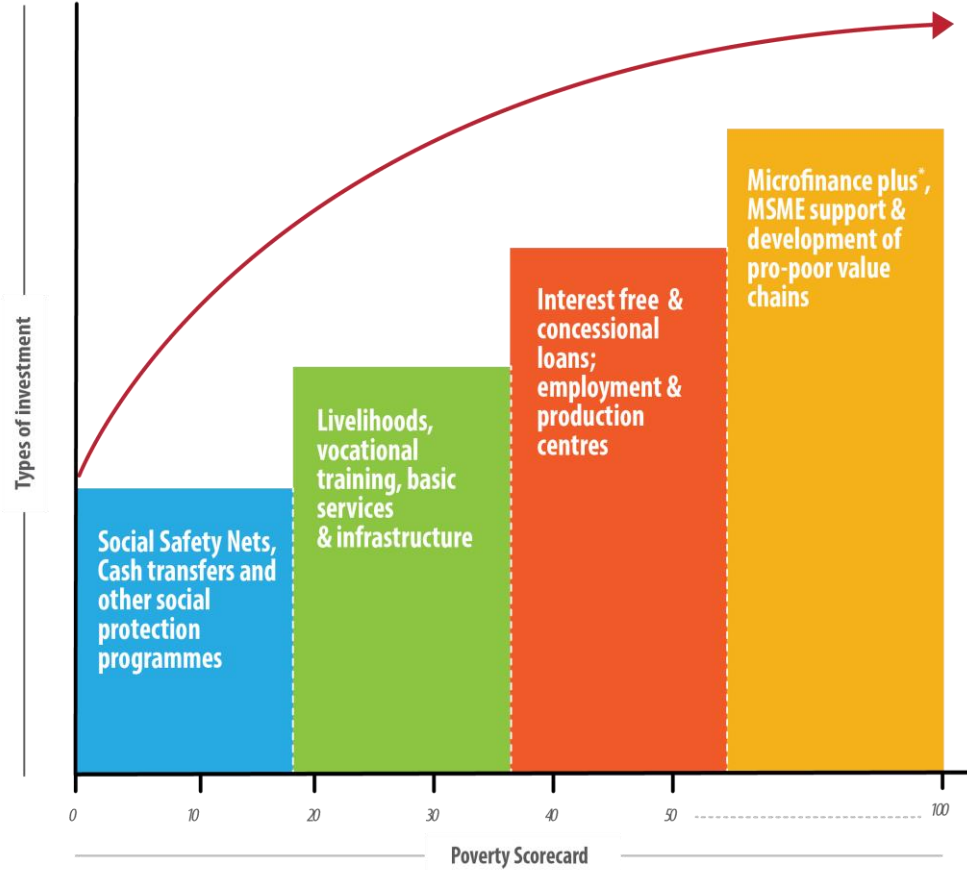 Types of investment
Social Safety Nets,
Cash transfers and
other social
protection
programmes
Livelihoods,
vocational
training, basic
services
& infrastructure
Interest free &
concessional
loans;
employment &
production
centres
Microfinance plus*,
MSME support &
development of
pro-poor value
chains
0 10 20 30 40 50 100
Poverty Scorecard